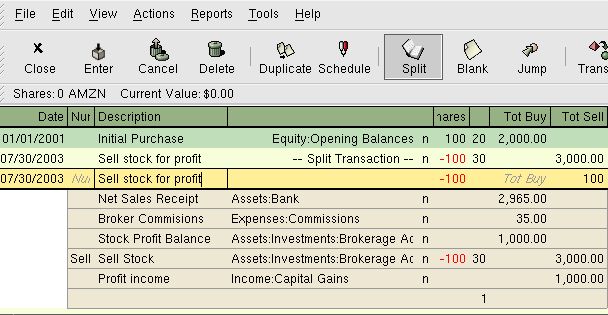 File Edit View Actions Reports Tools Help
Close Enter Cancel Delete Duplicate Schedule Split Blank Jump Trans
Shares: 0 AMZN Current Value: $0.00
Date Nur Description hares Tot Buy Tot Sell
01/01/2001 Initial Purchase Equity:Opening Balances n 100 20 2,000.00
07/30/2003 Sell stock for profit -- Split Transaction -- n -100 30 3,000.00
07/30/2003 Nur Sell stock for profit -100 Tot Buy 100
Net Sales Receipt Assets:Bank n 2,965.00
Broker Commisions Expenses:Commissions n 35.00
Stock Profit Balance Assets:Investments:Brokerage Ac n 1,000.00
Sell Sell Stock Assets:Investments:Brokerage Ac n -100 30 3,000.00
Profit income Income:Capital Gains n 1,000.00
1